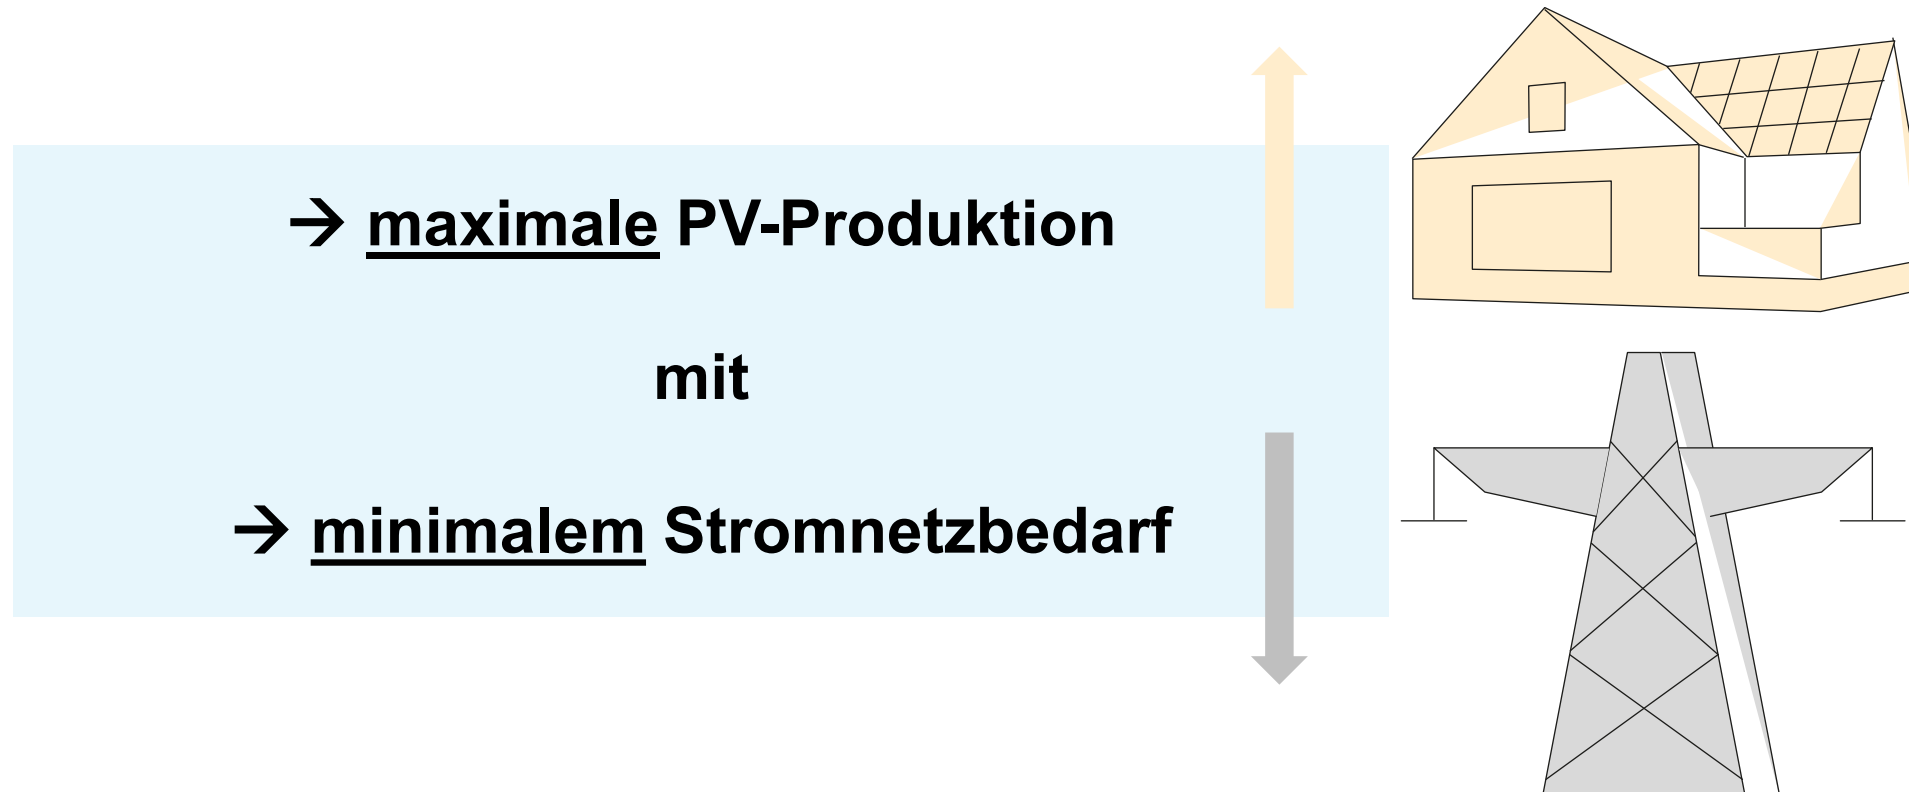 → maximale PV-Produktion
mit
→ minimalem Stromnetzbedarf